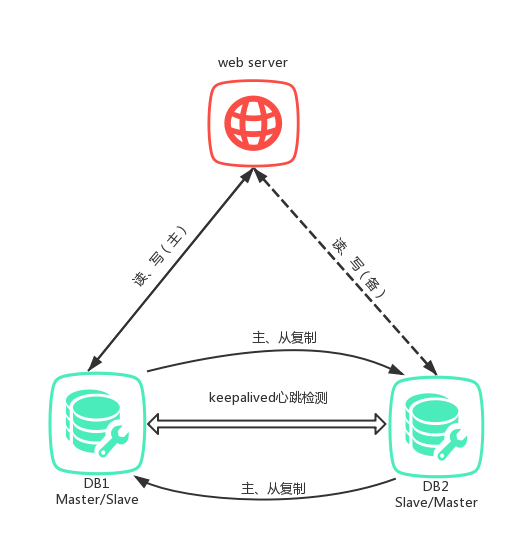 web server
读、写(主)
读、写(备)
主、从复制
keepalived心跳检测
主、从复制
DB1
Master/Slave
DB2
Slave/Master